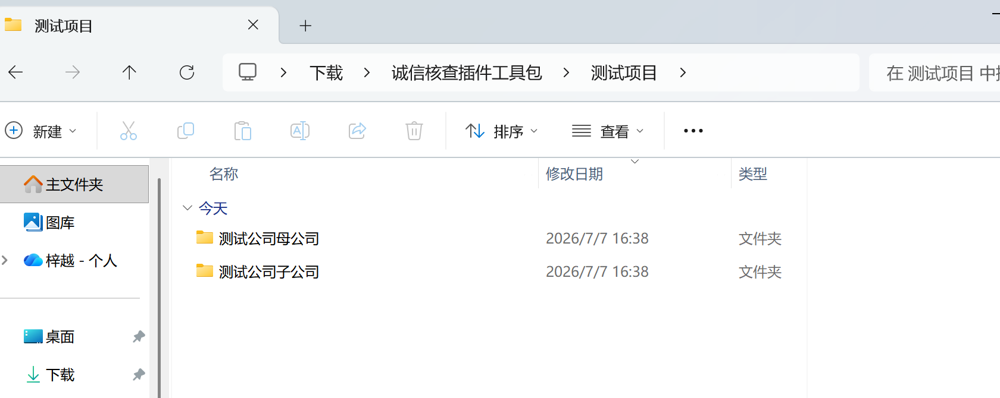 测试项目
下载 诚信核查插件工具包 测试项目
在 测试项目 中
新建 排序 查看
名称 修改日期 类型
今天
测试公司母公司 2026/7/7 16:38 文件夹
测试公司子公司 2026/7/7 16:38 文件夹
主文件夹
图库
梓越 - 个人
桌面
下载